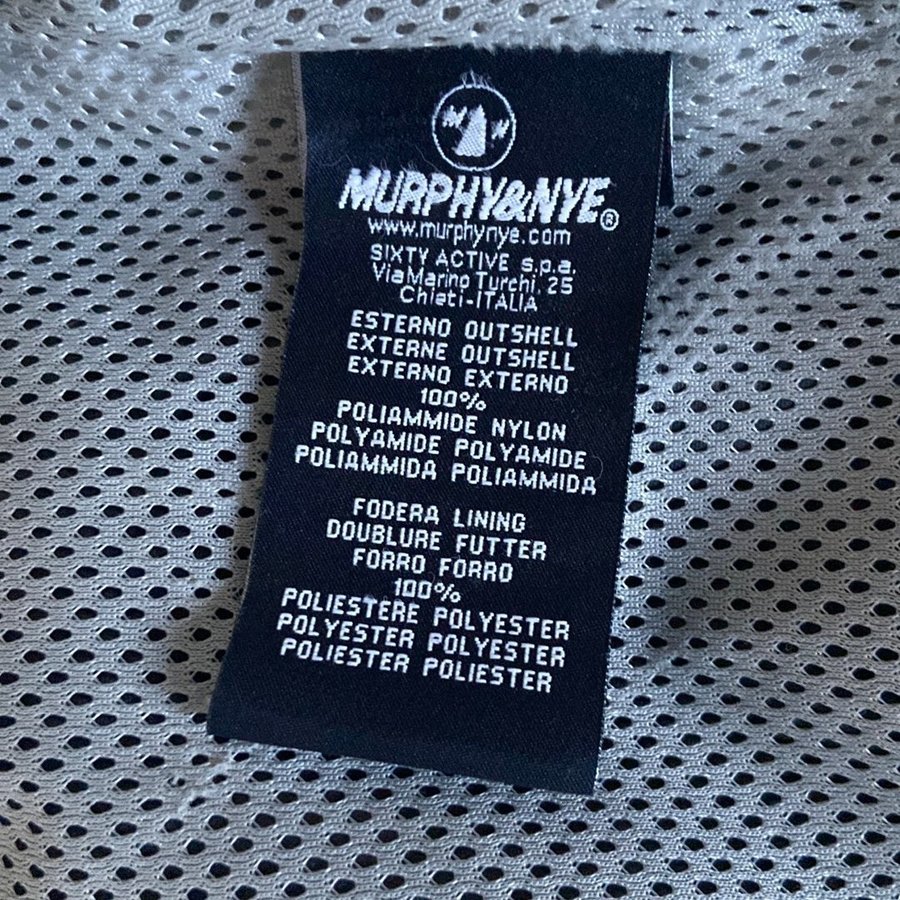 M N
MURPHY&NYE®
www.murphynye.com
SIXTY ACTIVE s.p.a.
Via Marino Turchi, 25
Chieti-ITALIA
ESTERNO OUTSHELL
EXTERNE OUTSHELL
EXTERNO EXTERNO
100%
POLIAMMIDE NYLON
POLYAMIDE POLYAMIDE
POLIAMMIDA POLIAMMIDA
FODERA LINING
DOUBLURE FUTTER
FORRO FORRO
100%
POLIESTERE POLYESTER
POLYESTER POLYESTER
POLIESTER POLIESTER